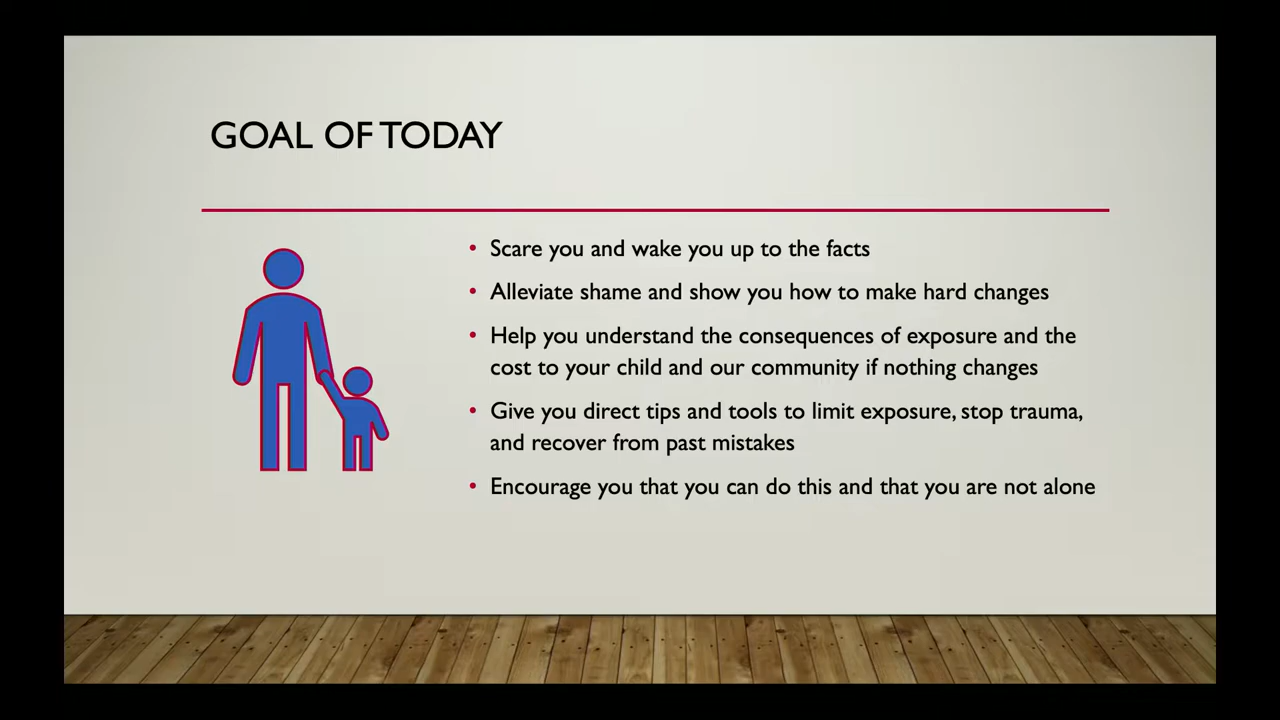 GOAL OF TODAY
• Scare you and wake you up to the facts
• Alleviate shame and show you how to make hard changes
• Help you understand the consequences of exposure and the
cost to your child and our community if nothing changes
• Give you direct tips and tools to limit exposure, stop trauma,
and recover from past mistakes
• Encourage you that you can do this and that you are not alone